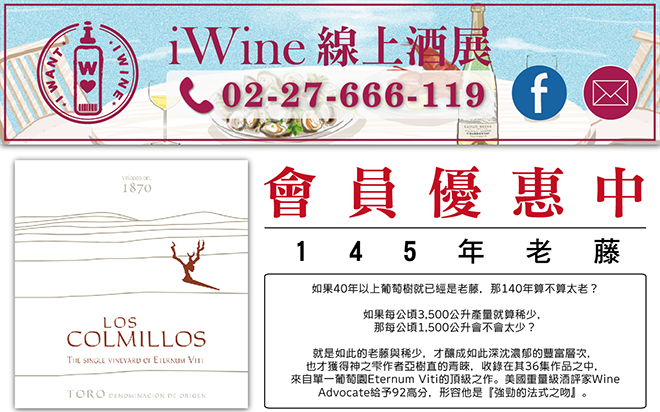 I WANT · IWINE ·
W
iWine 線上酒展
02-27-666-119
f
VIÑEDOS DEL
1870
LOS
COLMILLOS
THE SINGLE VINEYARD OF ETERNUM VITI
TORO DENOMINACIÓN DE ORIGEN
會員優惠中
145年老藤
如果40年以上葡萄樹就已經是老藤，那140年算不算太老？
如果每公頃3,500公升產量就算稀少，
那每公頃1,500公升會不會太少？
就是如此的老藤與稀少，才釀成如此深沈濃郁的豐富層次，
也才獲得神之雫作者亞樹直的青睞，收錄在其36集作品之中，
來自單一葡萄園Eternum Viti的頂級之作。美國重量級酒評家Wine
Advocate給予92高分，形容他是『強勁的法式之吻』。